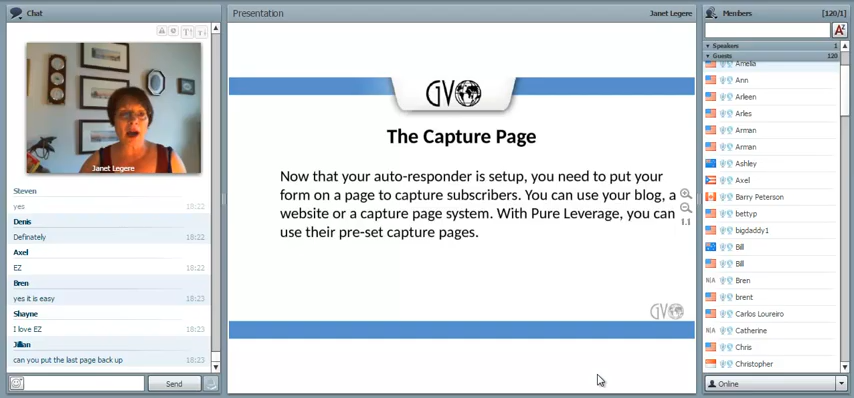 Chat
Janet Legere
Steven
yes 18:22
Denis
Definately 18:22
Axel
EZ 18:22
Bren
yes it is easy 18:23
Shayne
I love EZ 18:23
Jillian
can you put the last page back up 18:23
Send
Presentation Janet Legere
GVO
The Capture Page
Now that your auto-responder is setup, you need to put your
form on a page to capture subscribers. You can use your blog, a
website or a capture page system. With Pure Leverage, you can
use their pre-set capture pages.
1:1
GVO
Members [120/1]
AZ
Speakers 1
Guests 120
Amelia
Ann
Arleen
Arles
Arman
Arman
Ashley
Axel
Barry Peterson
bettyp
bigdaddy1
Bill
Bill
N/A Bren
brent
Carlos Loureiro
N/A Catherine
Chris
Christopher
Online